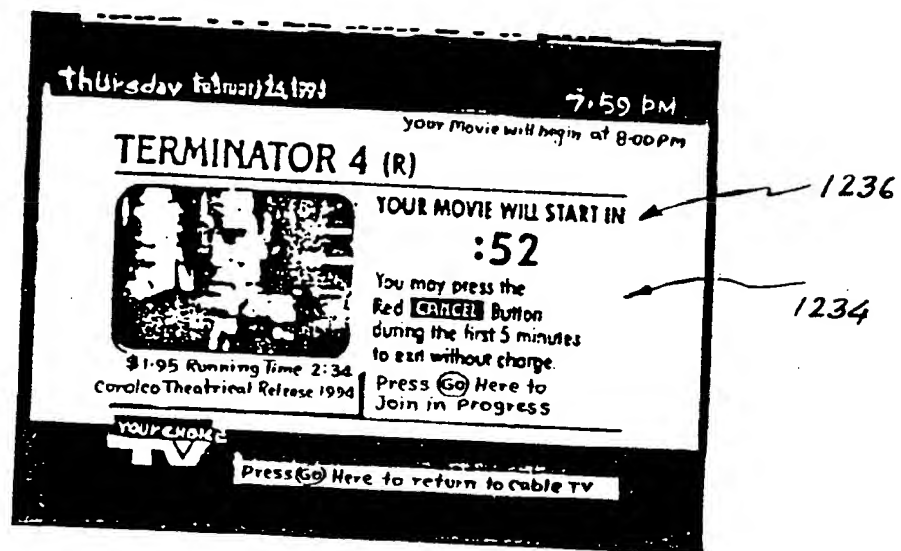 Thursday February 24, 1994
7:59 PM
Your Movie will begin at 8:00 PM
TERMINATOR 4 (R)
YOUR MOVIE WILL START IN
:52
You may press the
Red CANCEL Button
during the first 5 minutes
to exit without charge.
$1.95 Running Time 2:34
Carolco Theatrical Release 1994
Press Go Here to
Join in Progress
YOUR CHOICE
TV
Press Go Here to return to Cable TV
1236
1234